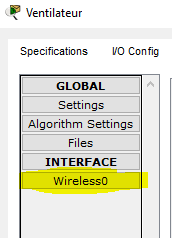 Ventilateur
Specifications I/O Config
GLOBAL
Settings
Algorithm Settings
Files
INTERFACE
Wireless0